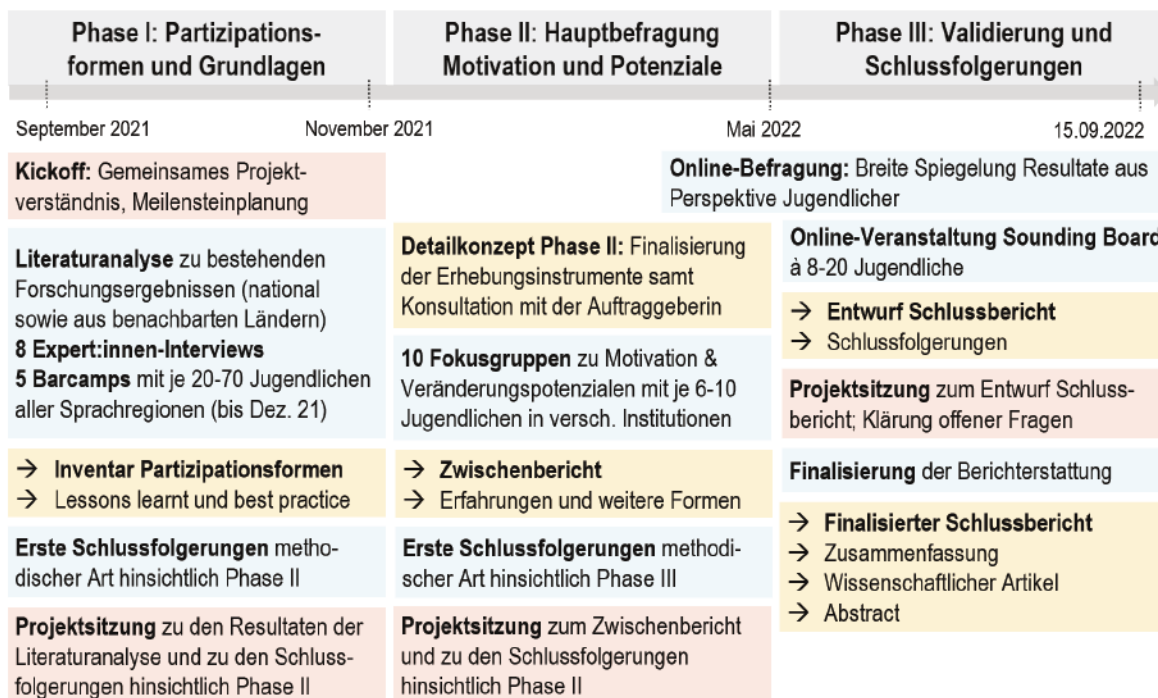 Phase I: Partizipations-
formen und Grundlagen
Phase II: Hauptbefragung
Motivation und Potenziale
Phase III: Validierung und
Schlussfolgerungen
September 2021
November 2021
Mai 2022
15.09.2022
Kickoff: Gemeinsames Projekt-
verständnis, Meilensteinplanung
Literaturanalyse zu bestehenden
Forschungsergebnissen (national
sowie aus benachbarten Ländern)
8 Expert:innen-Interviews
5 Barcamps mit je 20-70 Jugendlichen
aller Sprachregionen (bis Dez. 21)
→ Inventar Partizipationsformen
→ Lessons learnt und best practice
Erste Schlussfolgerungen metho-
discher Art hinsichtlich Phase II
Projektsitzung zu den Resultaten der
Literaturanalyse und zu den Schluss-
folgerungen hinsichtlich Phase II
Detailkonzept Phase II: Finalisierung
der Erhebungsinstrumente samt
Konsultation mit der Auftraggeberin
10 Fokusgruppen zu Motivation &
Veränderungspotenzialen mit je 6-10
Jugendlichen in versch. Institutionen
→ Zwischenbericht
→ Erfahrungen und weitere Formen
Erste Schlussfolgerungen methodi-
scher Art hinsichtlich Phase III
Projektsitzung zum Zwischenbericht
und zu den Schlussfolgerungen
hinsichtlich Phase II
Online-Befragung: Breite Spiegelung Resultate aus
Perspektive Jugendlicher
Online-Veranstaltung Sounding Board
à 8-20 Jugendliche
→ Entwurf Schlussbericht
→ Schlussfolgerungen
Projektsitzung zum Entwurf Schluss-
bericht; Klärung offener Fragen
Finalisierung der Berichterstattung
→ Finalisierter Schlussbericht
→ Zusammenfassung
→ Wissenschaftlicher Artikel
→ Abstract